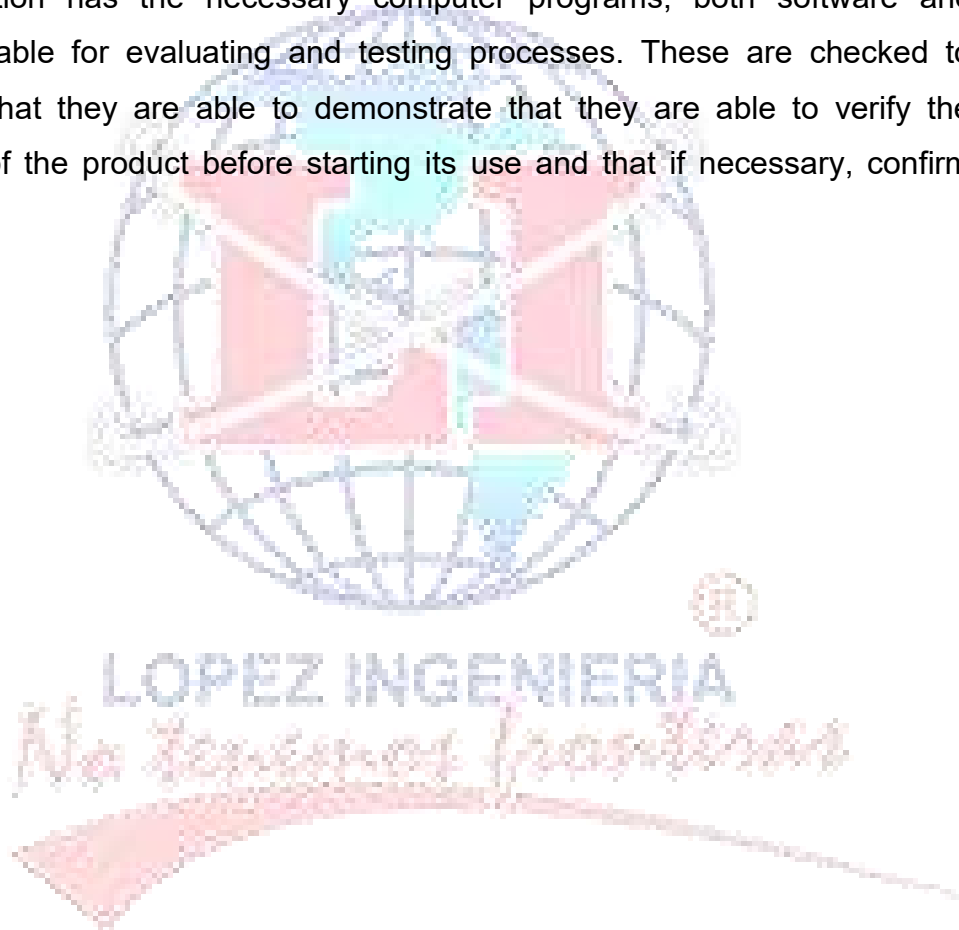 has the necessary computer programs, both software and
able for evaluating and testing processes. These are checked to
that they are able to demonstrate that they are able to verify the
of the product before starting its use and that if necessary, confirm
®
LOPEZ INGENIERIA
No tenemos fronteras